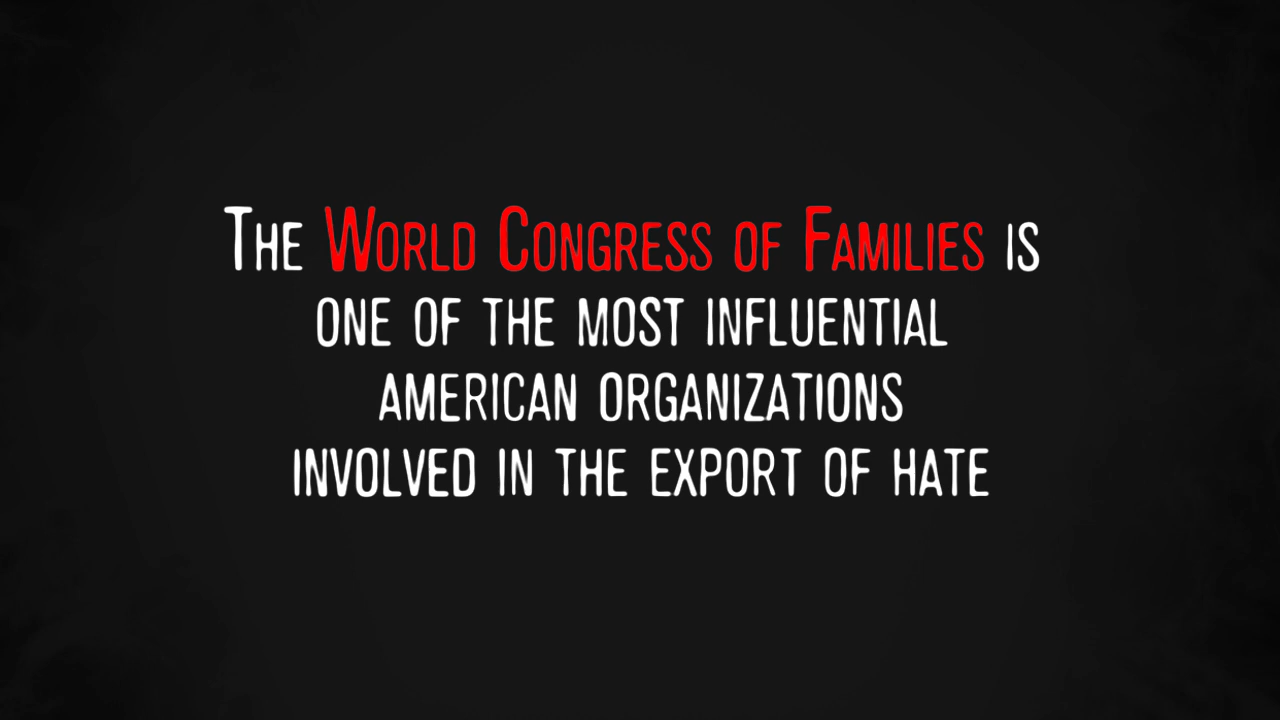 The World Congress of Families is
one of the most influential
American organizations
involved in the export of hate